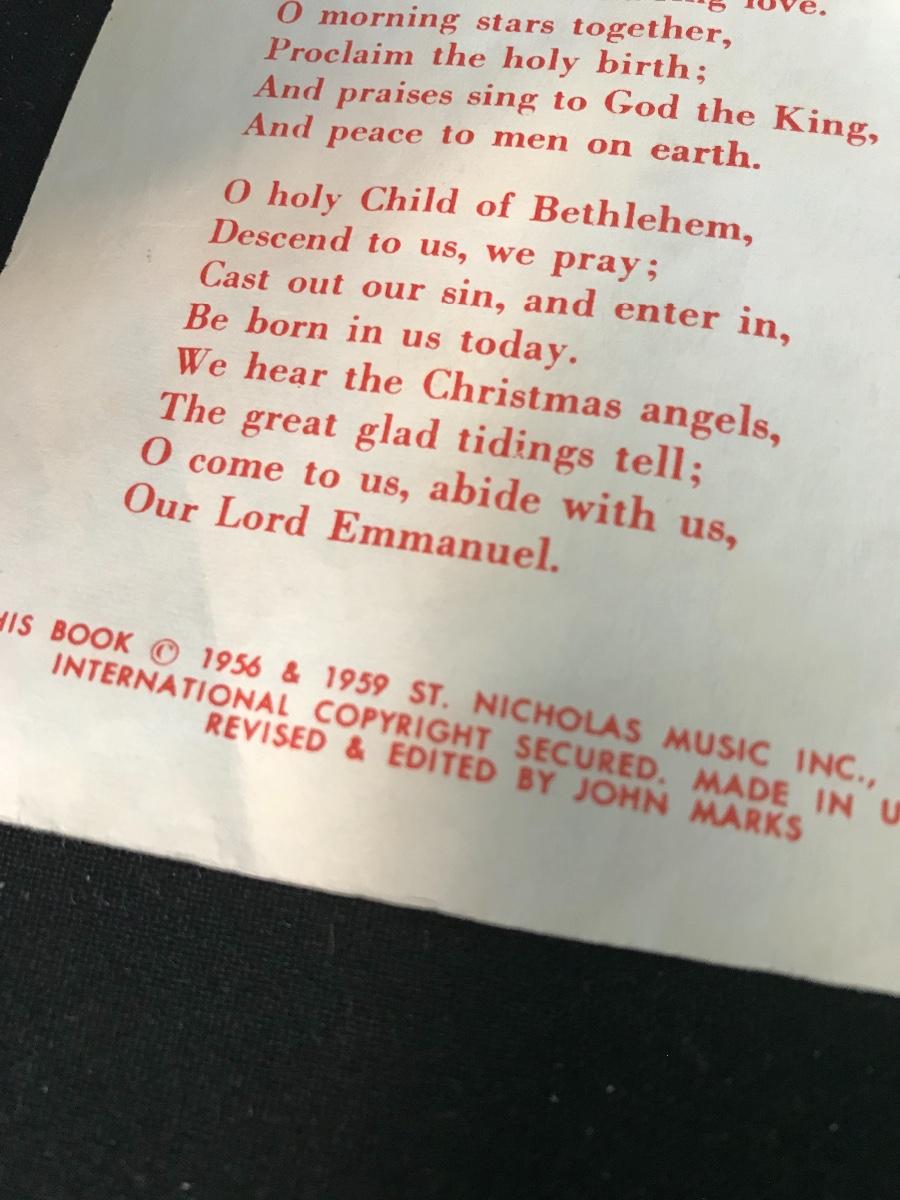 love.
O morning stars together,
Proclaim the holy birth;
And praises sing to God the King,
And peace to men on earth.
O holy Child of Bethlehem,
Descend to us, we pray;
Cast out our sin, and enter in,
Be born in us today.
We hear the Christmas angels,
The great glad tidings tell;
O come to us, abide with us,
Our Lord Emmanuel.
HIS BOOK © 1956 & 1959 ST. NICHOLAS MUSIC INC.,
INTERNATIONAL COPYRIGHT SECURED. MADE IN U
REVISED & EDITED BY JOHN MARKS